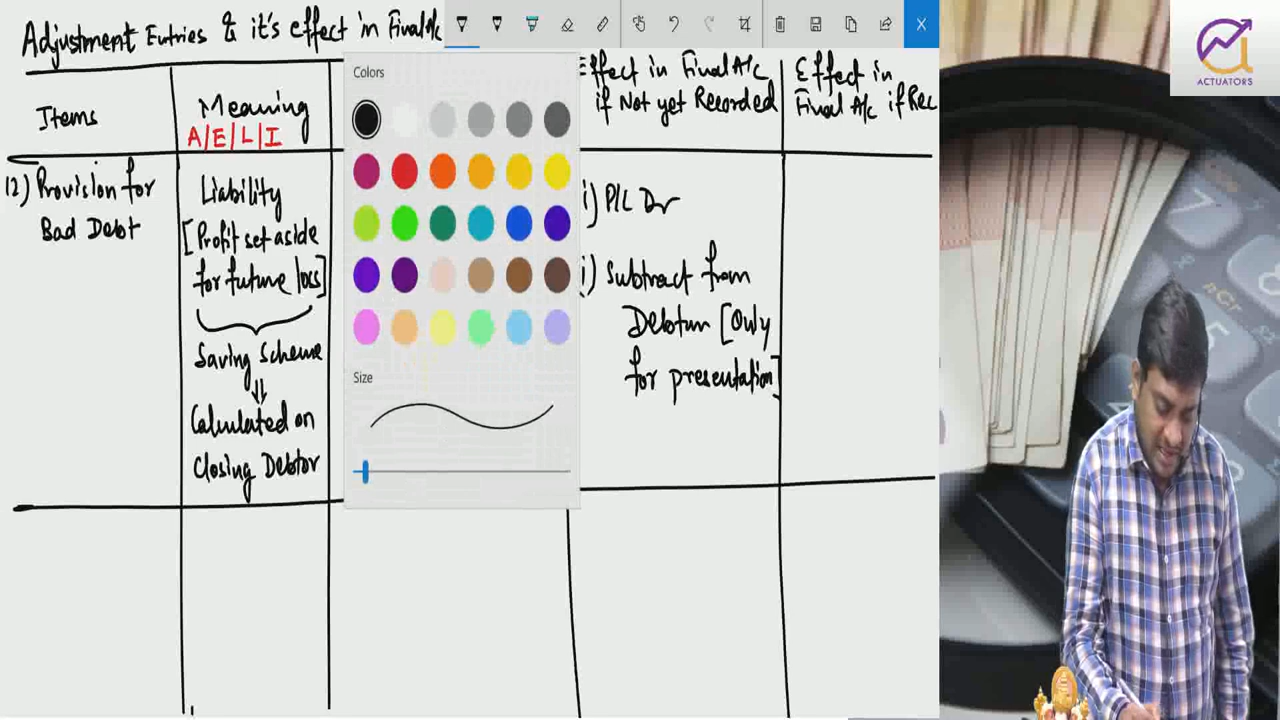 Adjustment Entries & it's effect in Final A/c
Items
Meaning
A/E/L/I
Effect in Final A/c
if Not yet Recorded
Effect in
Final A/c if Rec
12) Provision for
Bad Debt
Liability
[Profit set aside
for future loss]
Saving Scheme
Calculated on
Closing Debtor
i) P/L Dr
i) Subtract from
Debtors [Only
for presentation]
Colors
Size
ACTUATORS